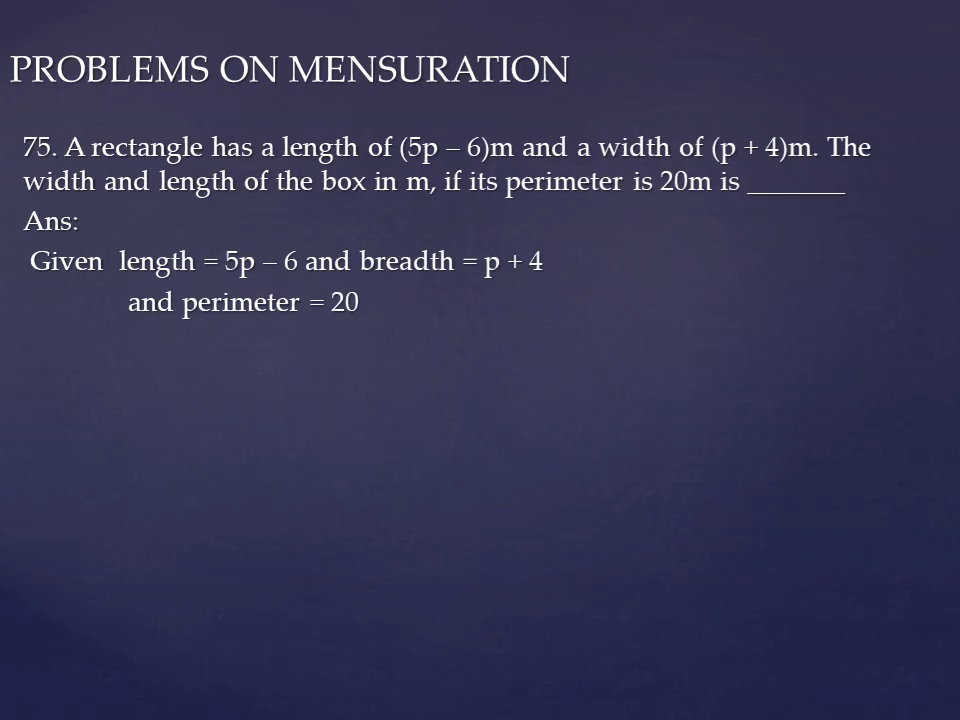 PROBLEMS ON MENSURATION
75. A rectangle has a length of (5p – 6)m and a width of (p + 4)m. The
width and length of the box in m, if its perimeter is 20m is _______
Ans:
Given length = 5p – 6 and breadth = p + 4
and perimeter = 20